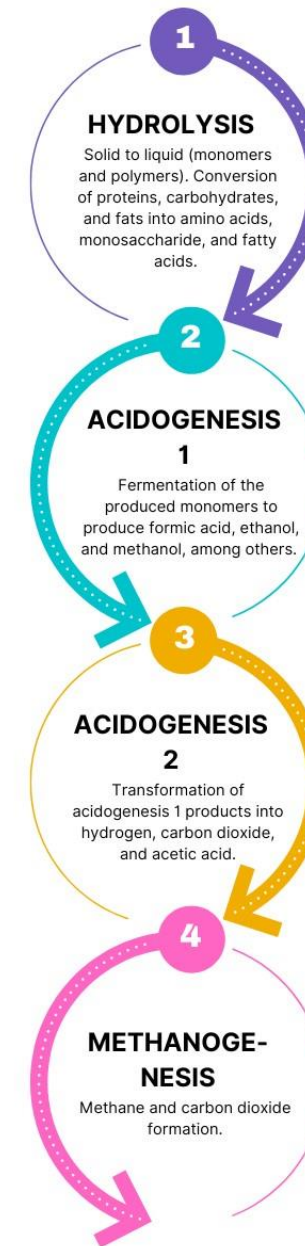 1
HYDROLYSIS
Solid to liquid (monomers
and polymers). Conversion
of proteins, carbohydrates,
and fats into amino acids,
monosaccharide, and fatty
acids.
2
ACIDOGENESIS
1
Fermentation of the
produced monomers to
produce formic acid, ethanol,
and methanol, among others.
3
ACIDOGENESIS
2
Transformation of
acidogenesis 1 products into
hydrogen, carbon dioxide,
and acetic acid.
4
METHANOGE-
NESIS
Methane and carbon dioxide
formation.